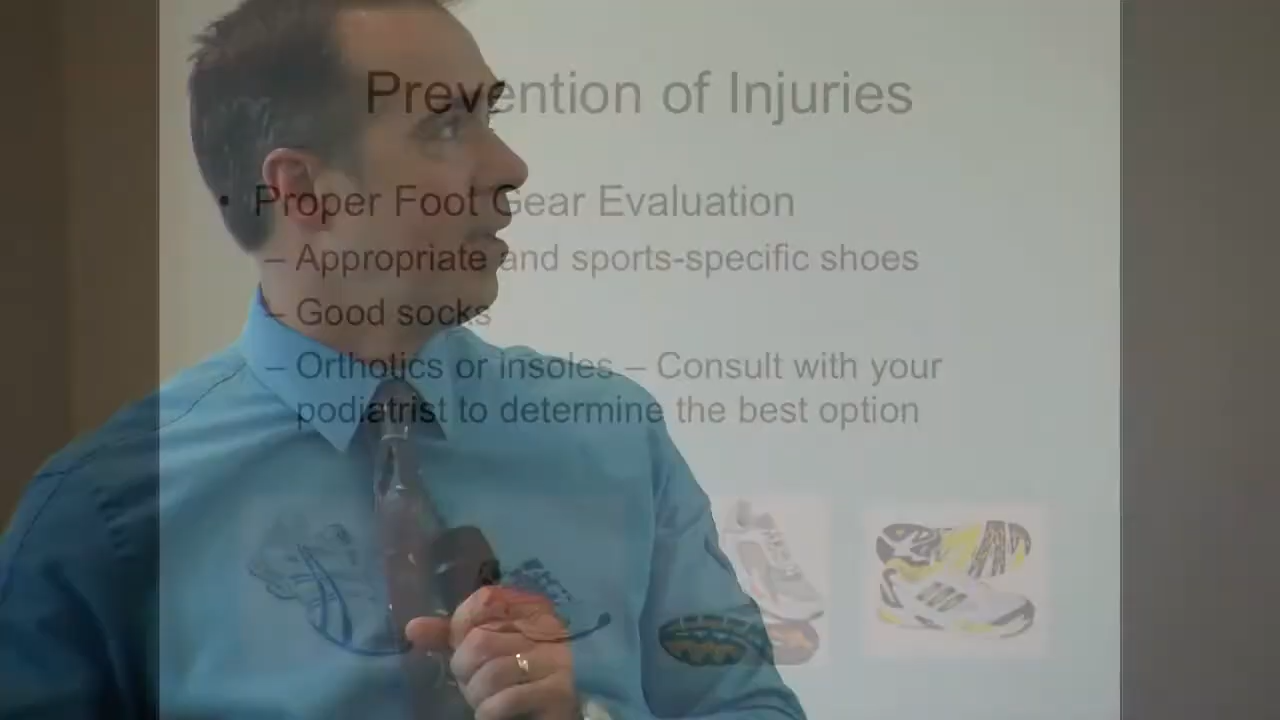 Prevention of Injuries
• Proper Foot Gear Evaluation
– Appropriate and sports-specific shoes
– Good socks
– Orthotics or insoles – Consult with your
podiatrist to determine the best option